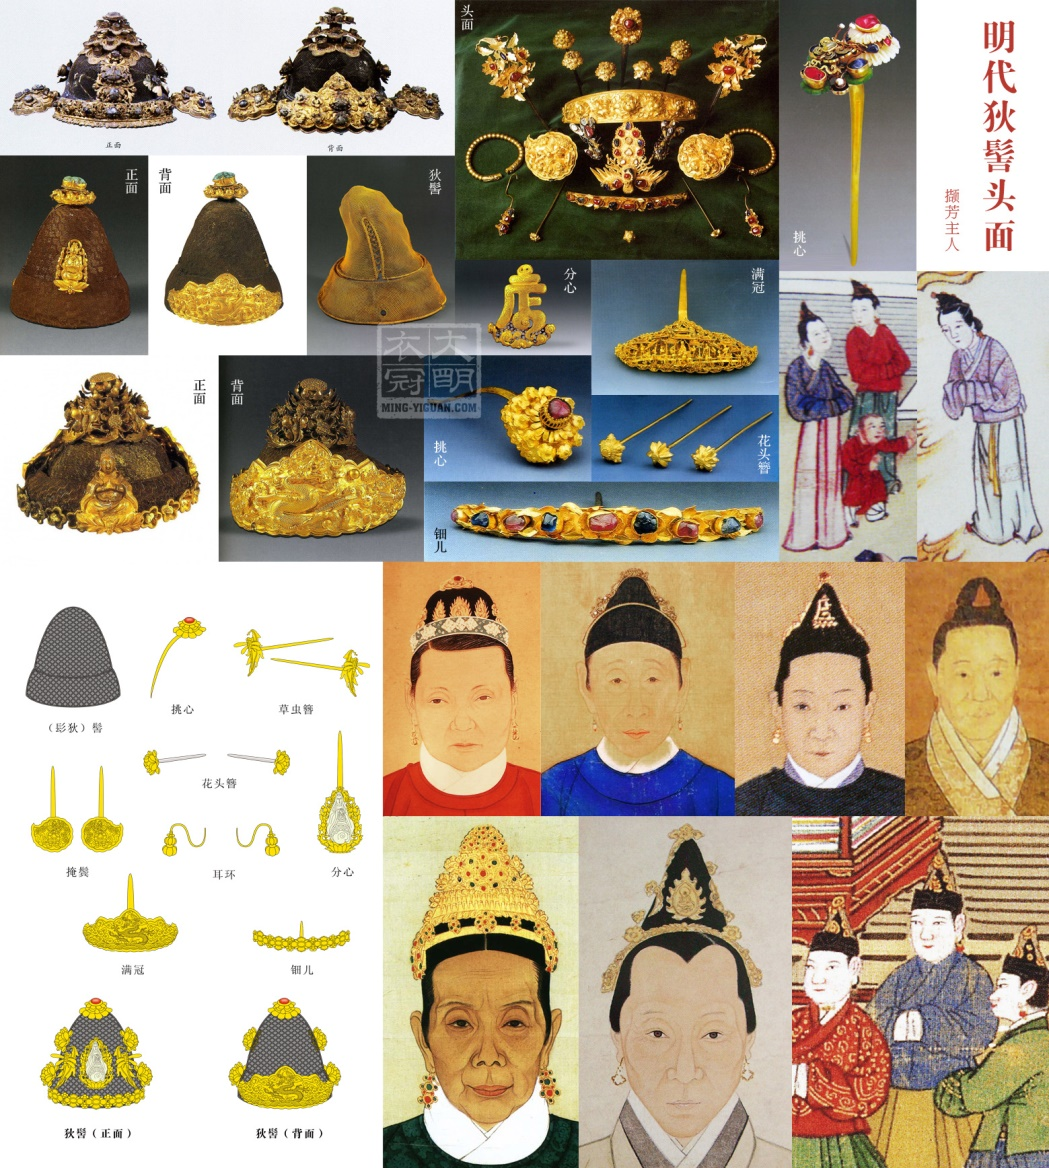 明代狄髻头面
撷芳主人
正面
背面
头面
挑心
正面
背面
狄髻
分心
满冠
大明
衣冠
MING-YIGUAN.COM
正面
背面
挑心
花头簪
钿儿
（髟狄）髻
挑心
草虫簪
花头簪
掩鬓
耳环
分心
满冠
钿儿
狄髻（正面）
狄髻（背面）